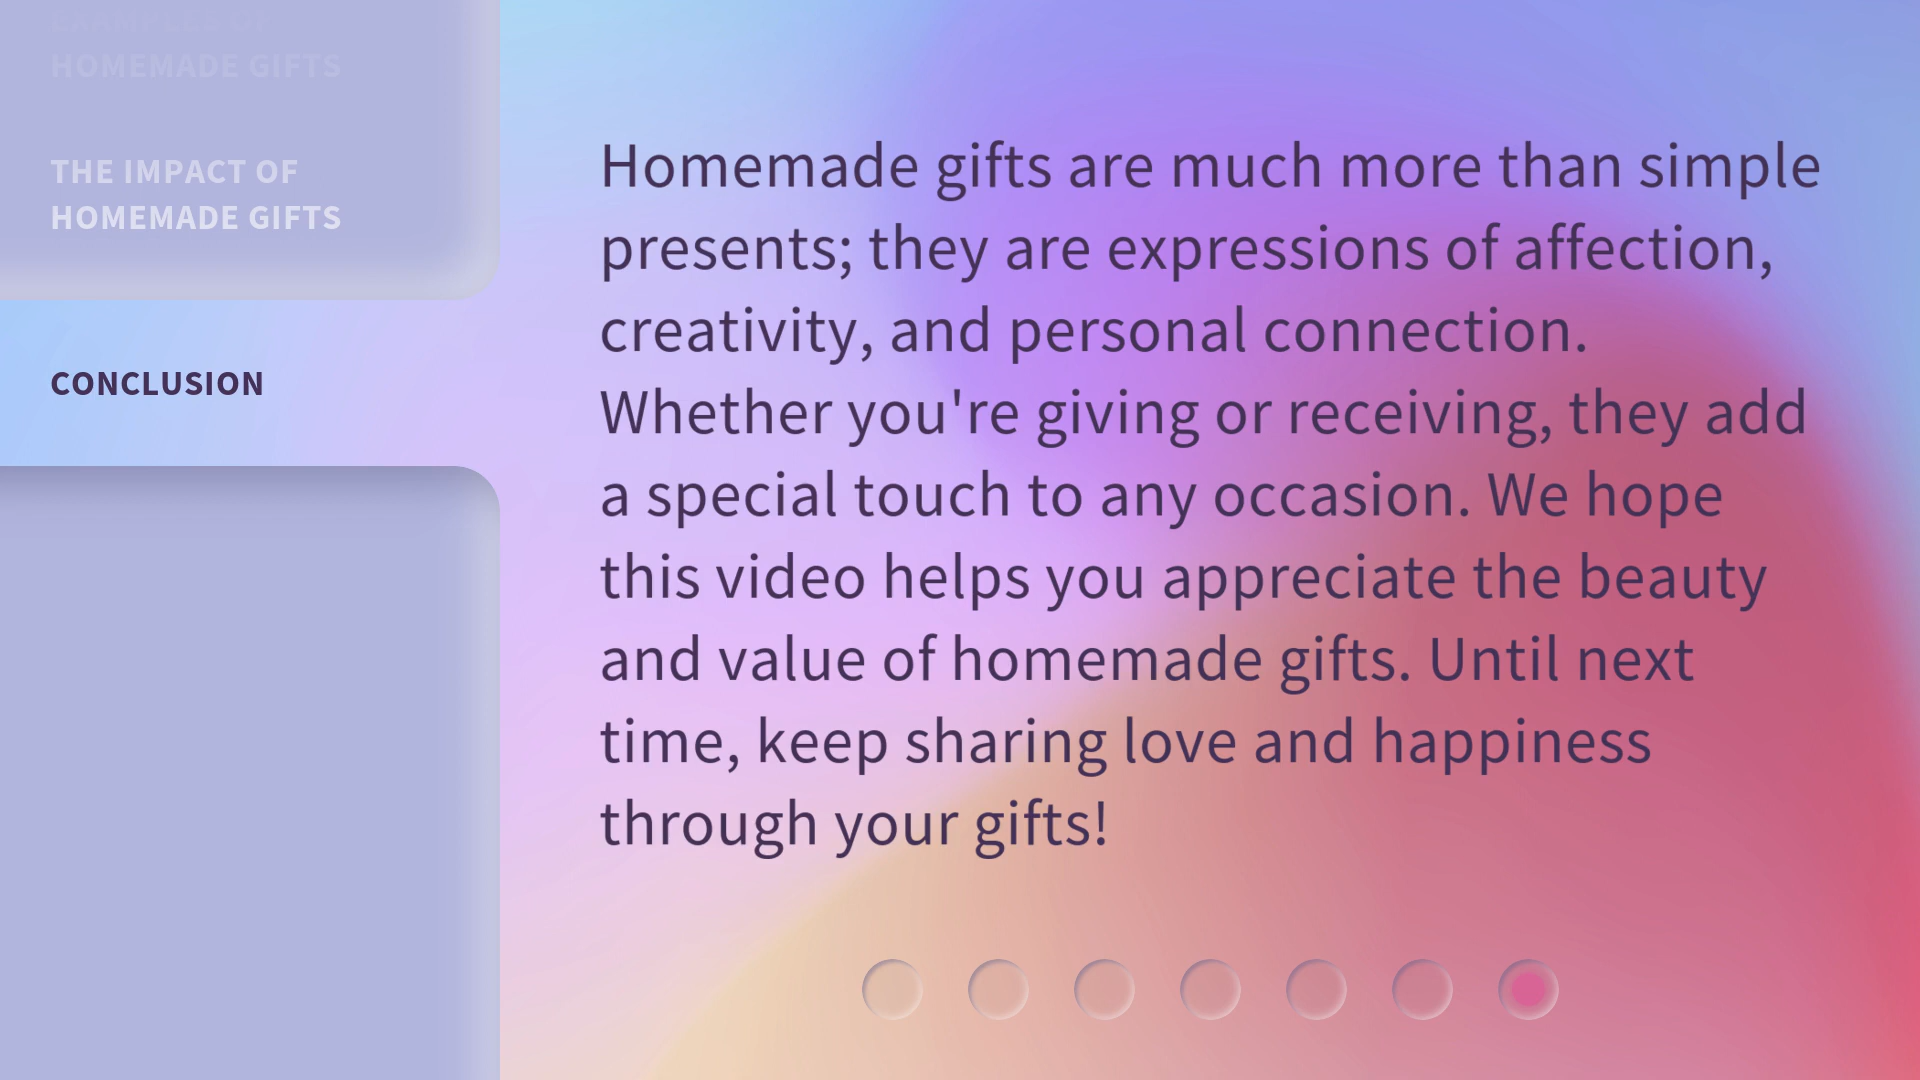 EXAMPLES OF
HOMEMADE GIFTS
THE IMPACT OF
HOMEMADE GIFTS
CONCLUSION
Homemade gifts are much more than simple
presents; they are expressions of affection,
creativity, and personal connection.
Whether you're giving or receiving, they add
a special touch to any occasion. We hope
this video helps you appreciate the beauty
and value of homemade gifts. Until next
time, keep sharing love and happiness
through your gifts!